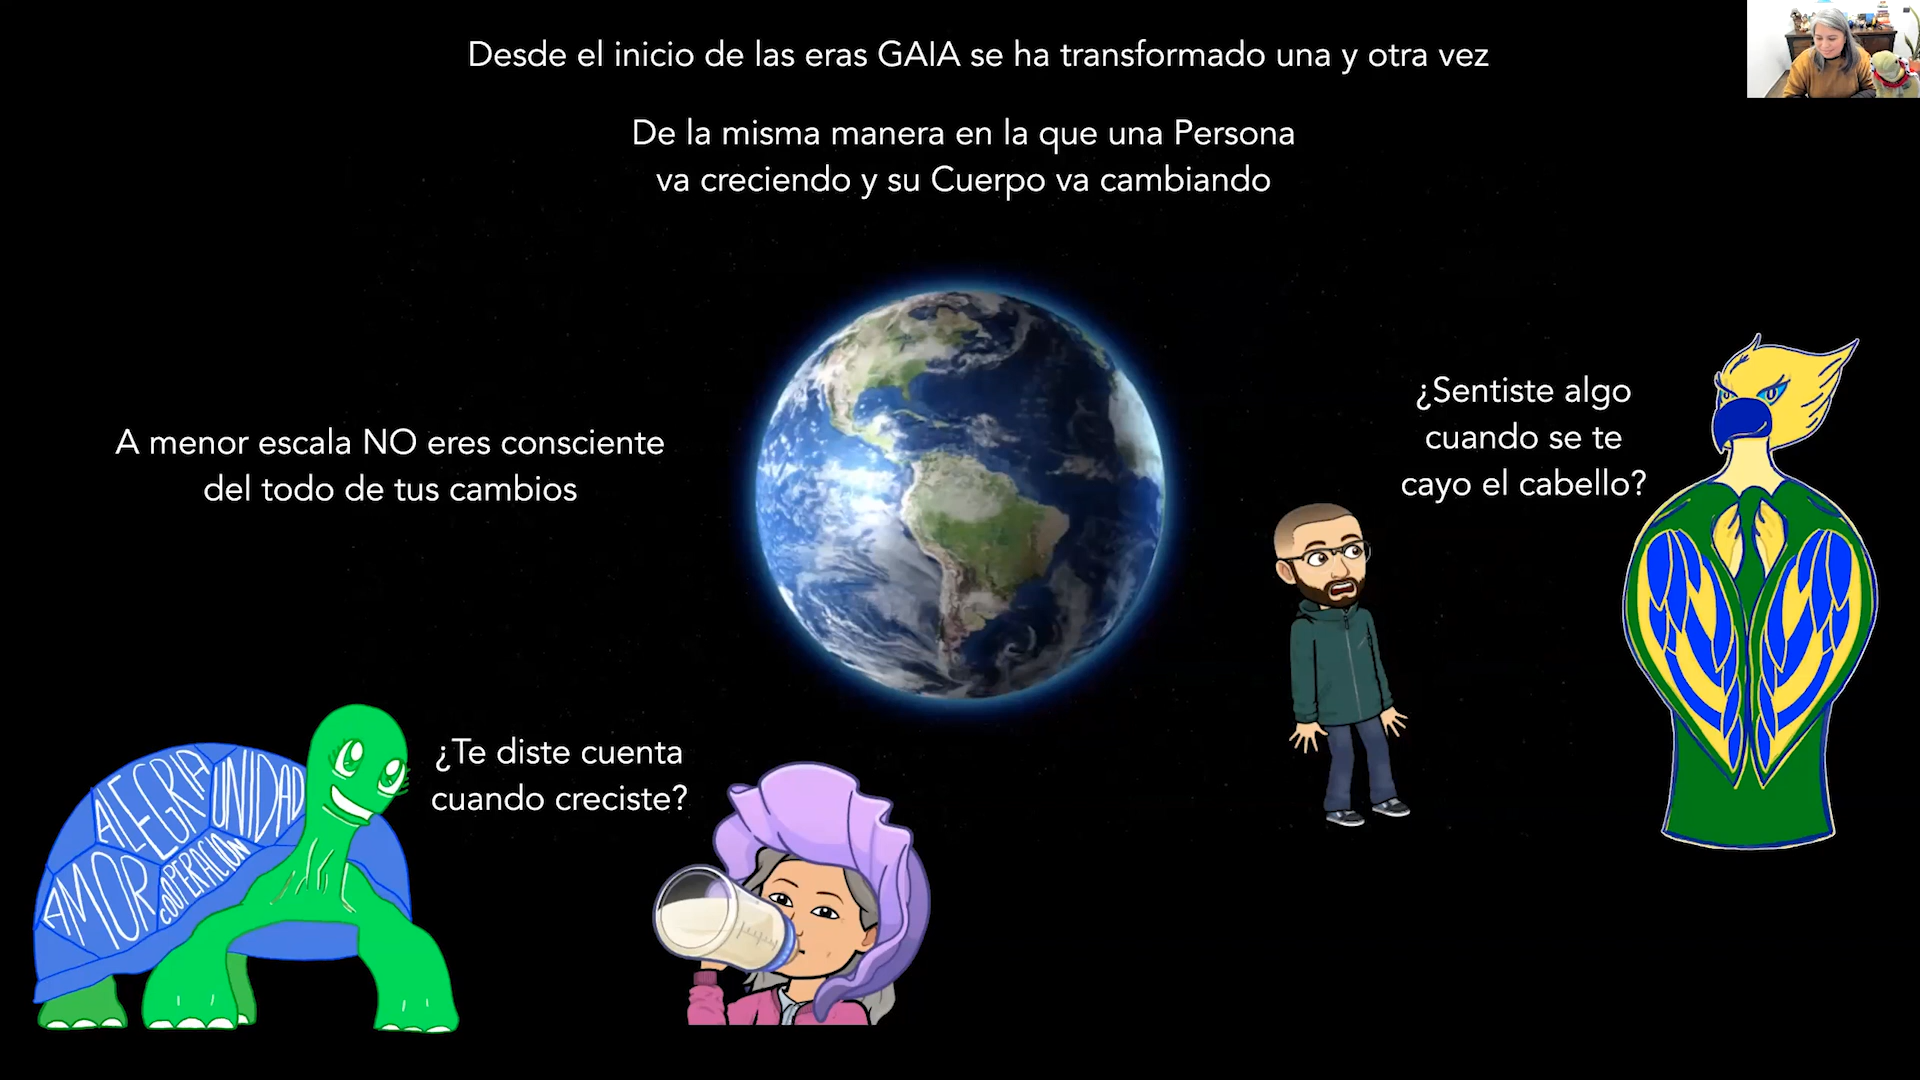 Desde el inicio de las eras GAIA se ha transformado una y otra vez
De la misma manera en la que una Persona
va creciendo y su Cuerpo va cambiando
A menor escala NO eres consciente
del todo de tus cambios
¿Sentiste algo
cuando se te
cayo el cabello?
¿Te diste cuenta
cuando creciste?
ALEGRIA
UNIDAD
AMOR
COOPERACION